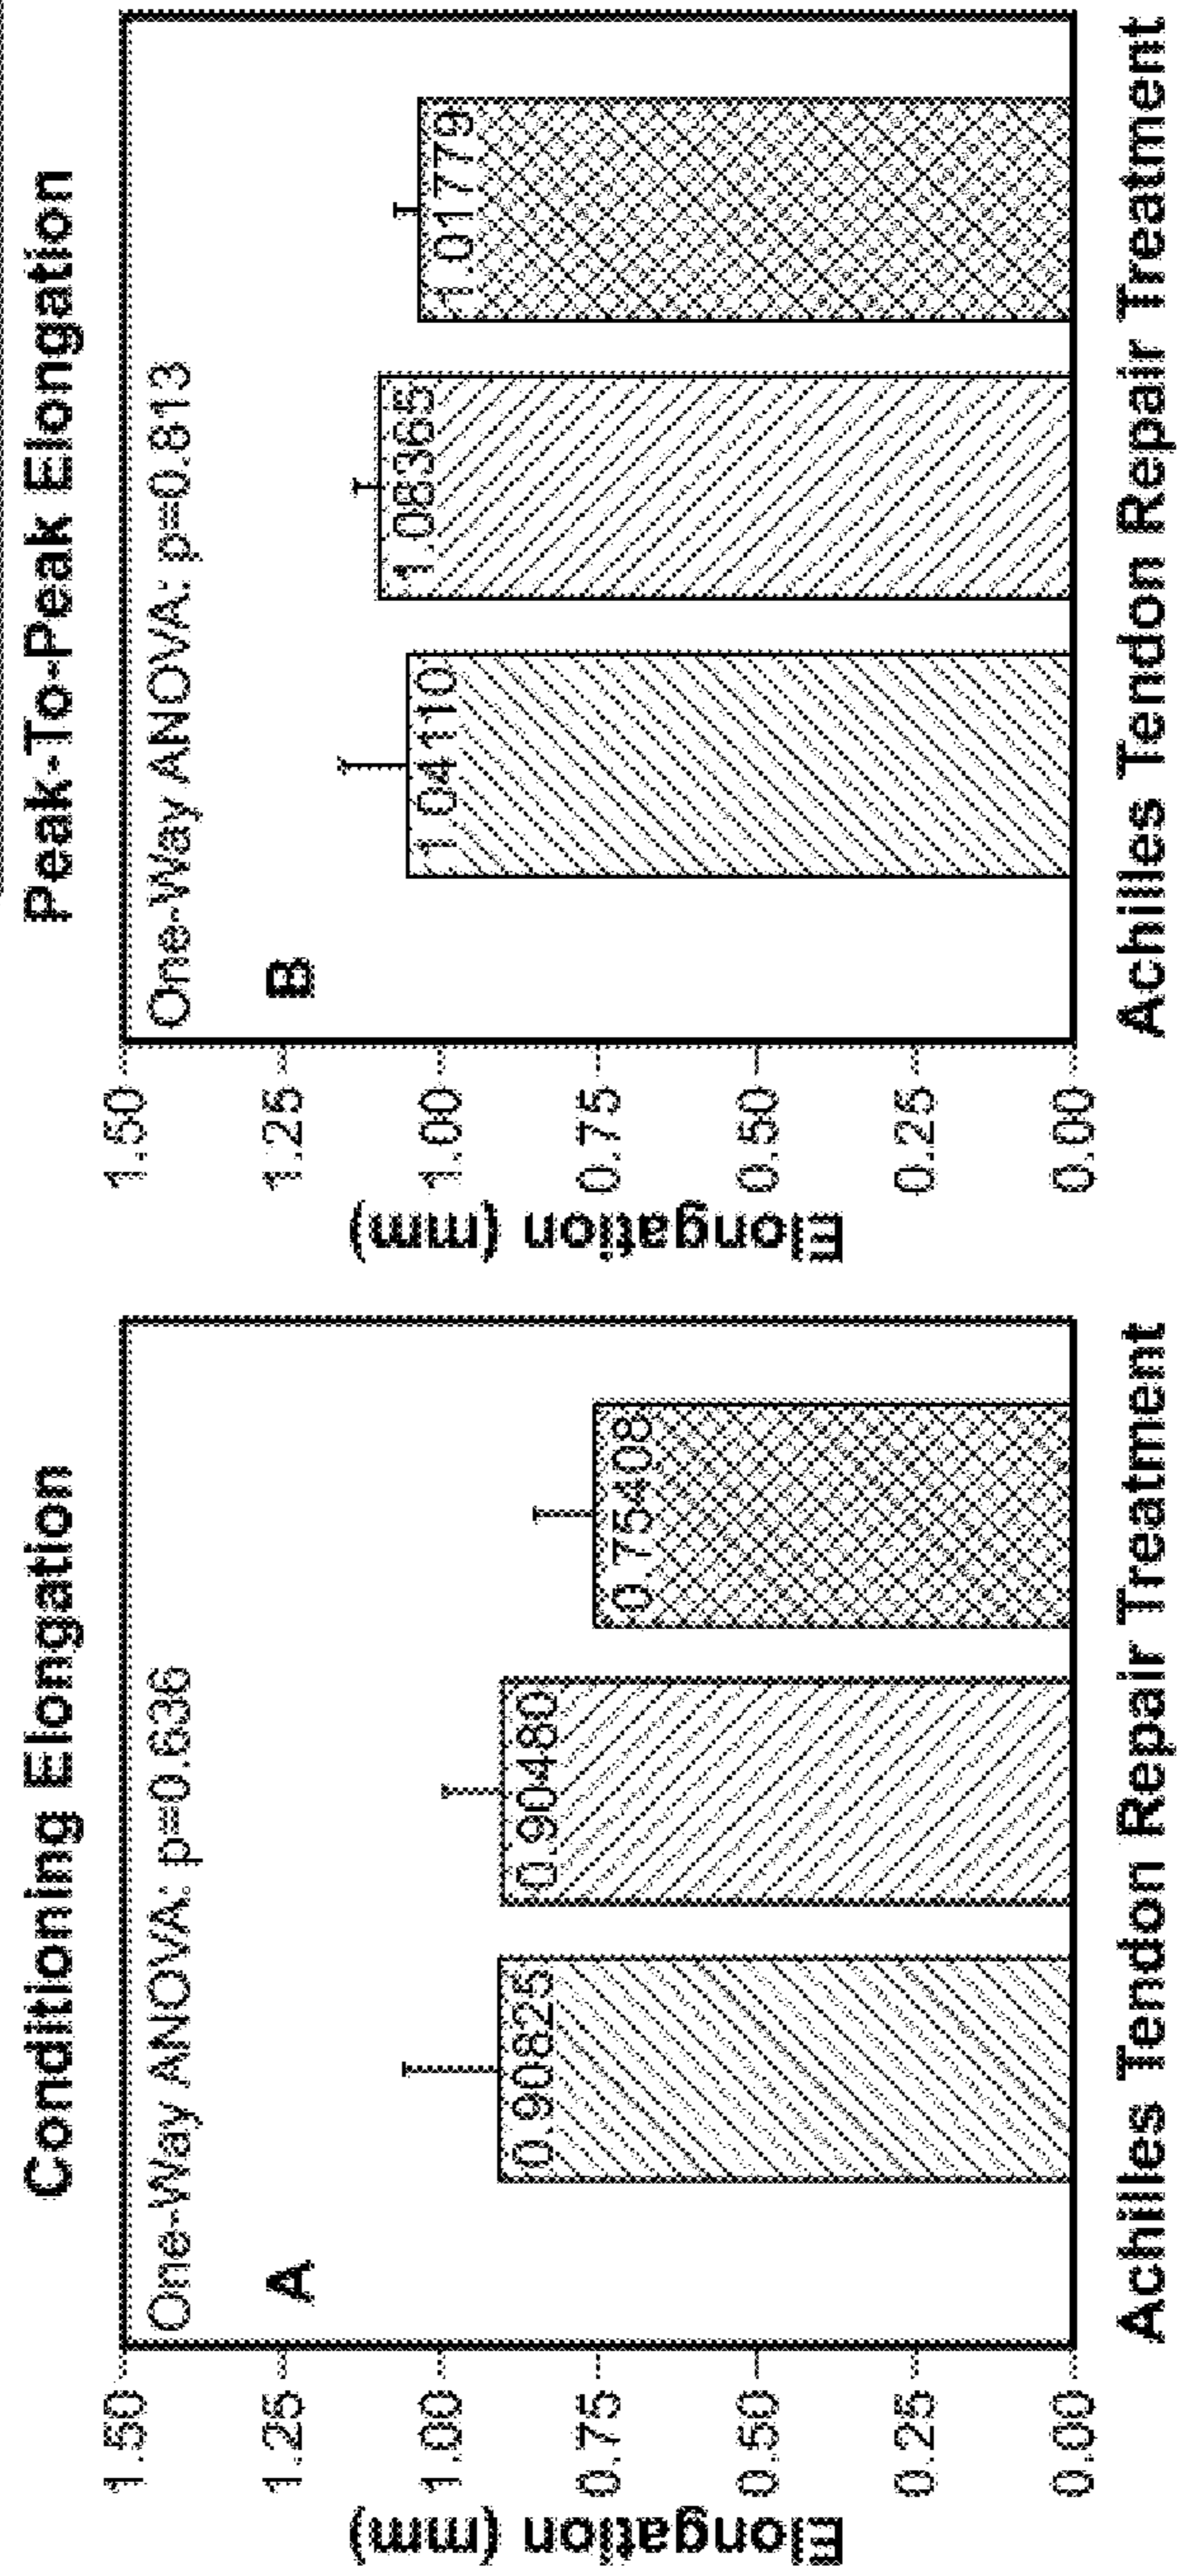 Conditioning Elongation
One-Way ANOVA: p=0.636
A
Elongation (mm)
1.50
1.25
1.00
0.75
0.50
0.25
0.00
0.90825
0.90480
0.75408
Achilles Tendon Repair Treatment
Peak-To-Peak Elongation
One-Way ANOVA: p=0.813
B
Elongation (mm)
1.50
1.25
1.00
0.75
0.50
0.25
0.00
1.04110
1.08365
1.01779
Achilles Tendon Repair Treatment